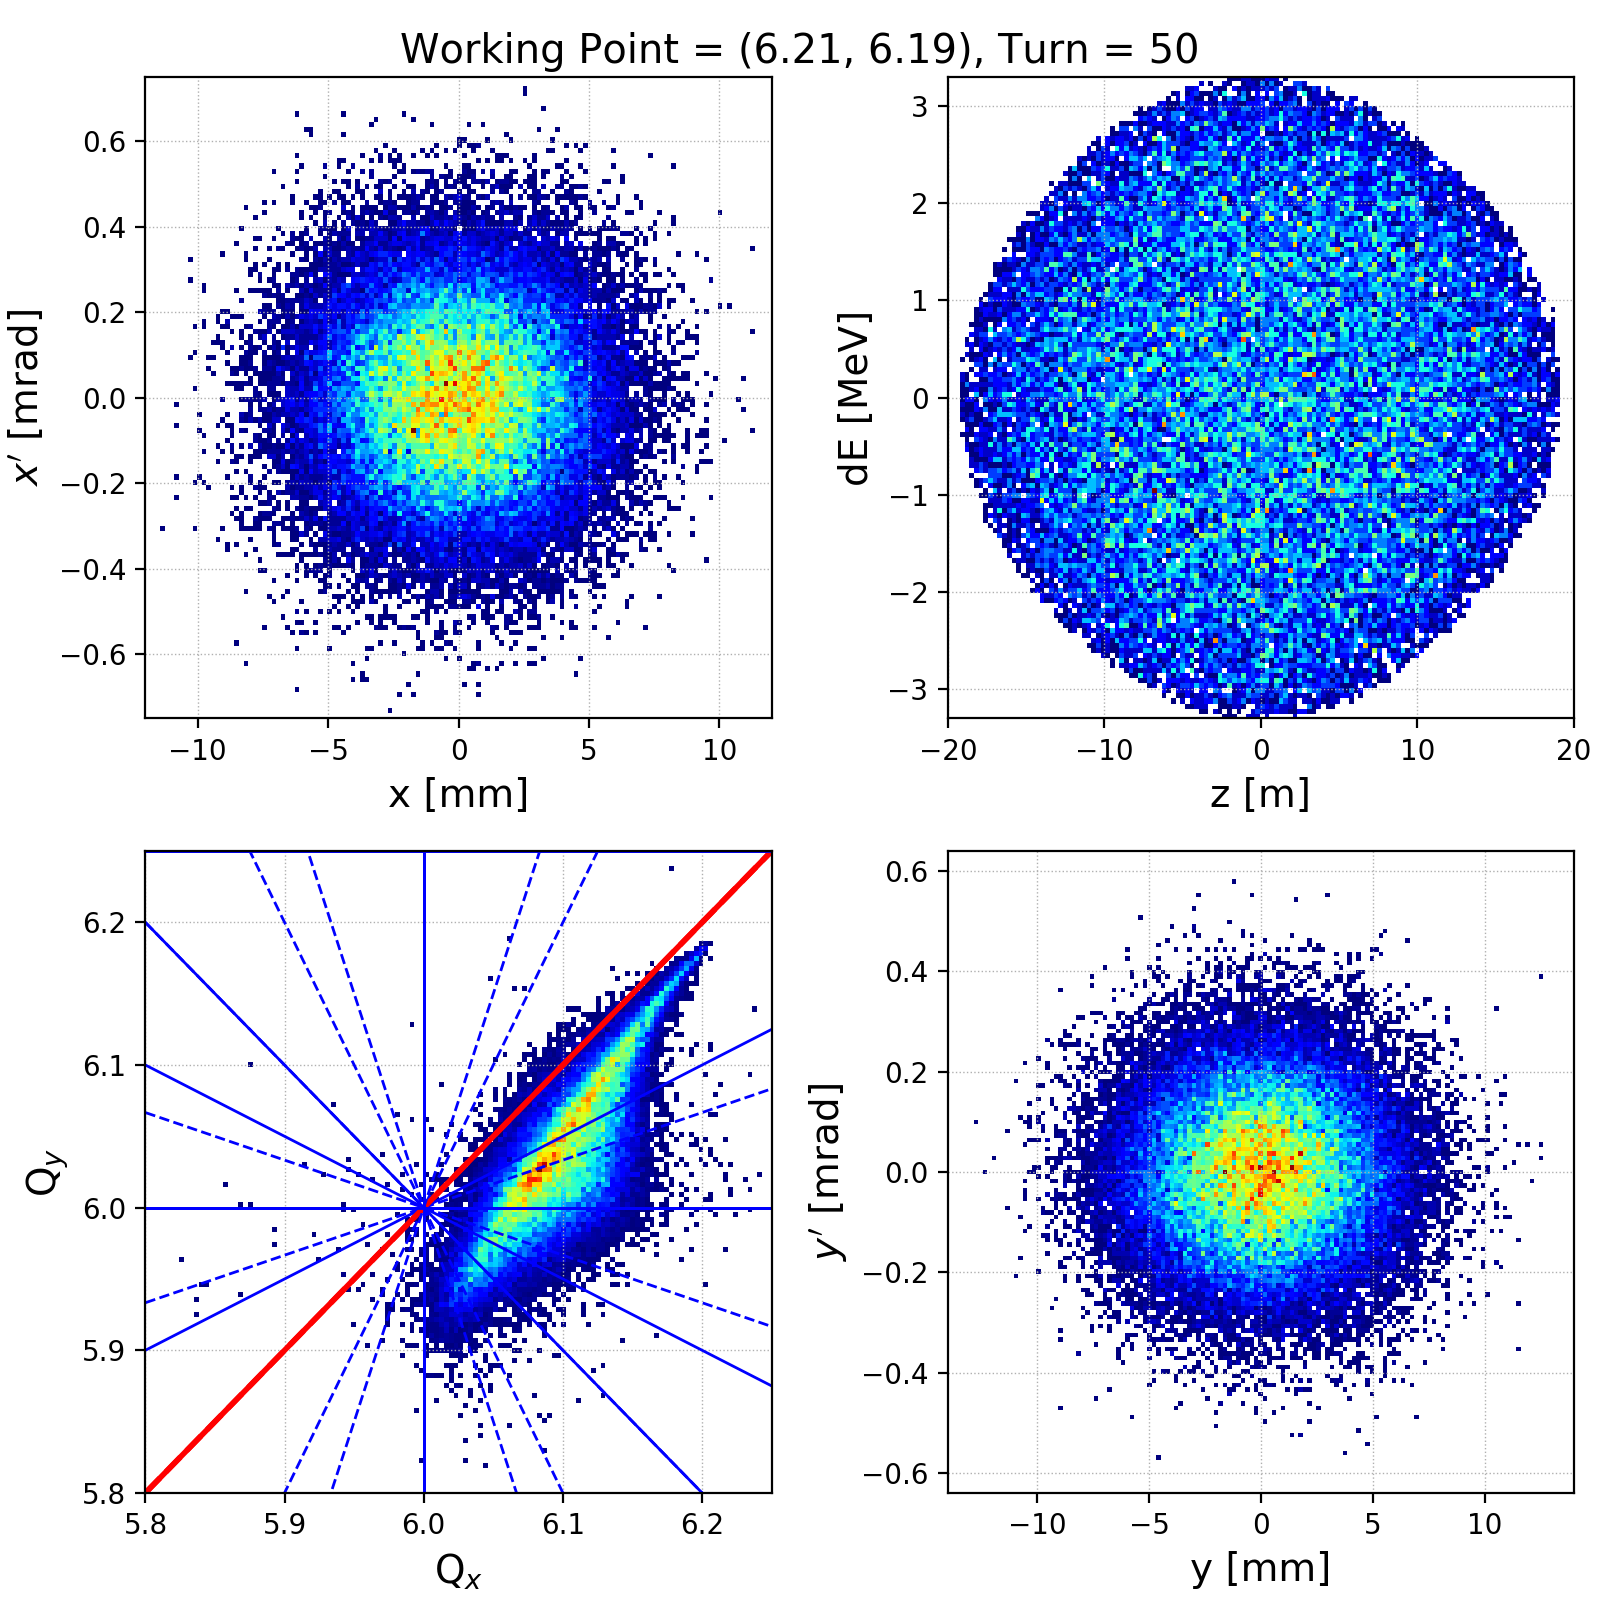 Working Point = (6.21, 6.19), Turn = 50
0.6
0.4
0.2
0.0
−0.2
−0.4
−0.6
x′ [mrad]
−10 −5 0 5 10
x [mm]
3
2
1
0
−1
−2
−3
dE [MeV]
−20 −10 0 10 20
z [m]
6.2
6.1
6.0
5.9
5.8
Qy
5.8 5.9 6.0 6.1 6.2
Qx
0.6
0.4
0.2
0.0
−0.2
−0.4
−0.6
y′ [mrad]
−10 −5 0 5 10
y [mm]